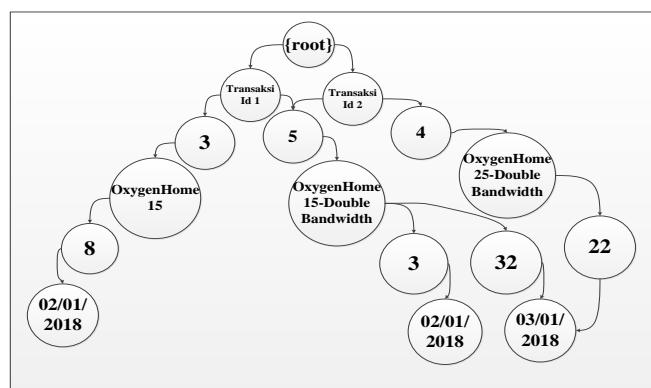 {root}
Transaksi
Id 1
Transaksi
Id 2
3
5
4
OxygenHome
15
OxygenHome
15-Double
Bandwidth
OxygenHome
25-Double
Bandwidth
8
3
32
22
02/01/
2018
02/01/
2018
03/01/
2018